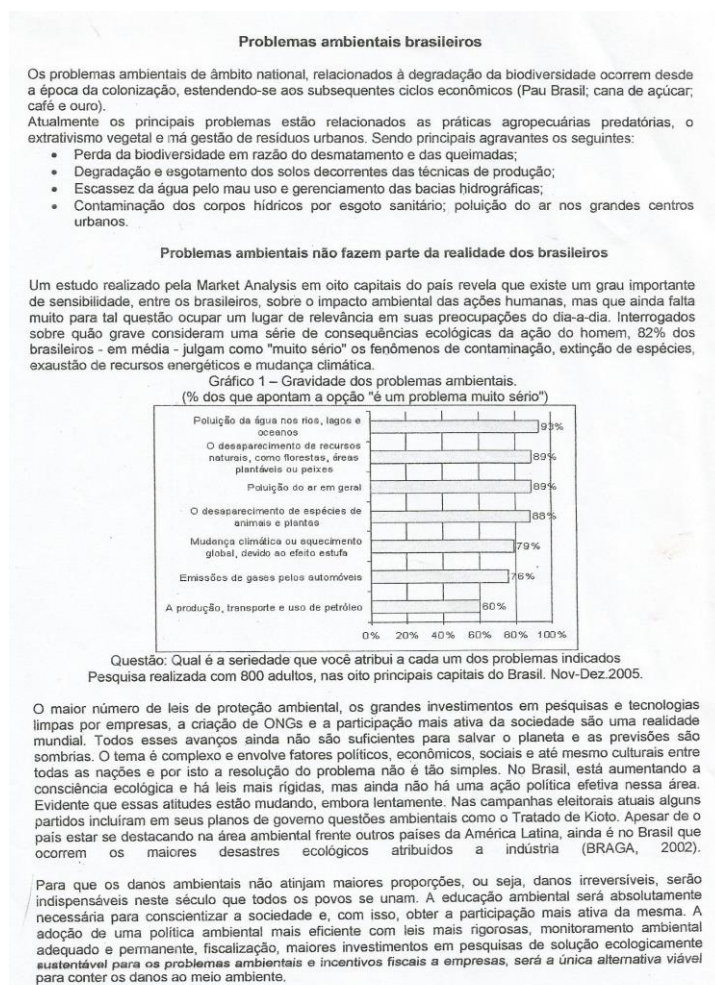 Problemas ambientais brasileiros
Os problemas ambientais de âmbito national, relacionados à degradação da biodiversidade ocorrem desde
a época da colonização, estendendo-se aos subsequentes ciclos econômicos (Pau Brasil; cana de açúcar;
café e ouro).
Atualmente os principais problemas estão relacionados as práticas agropecuárias predatórias, o
extrativismo vegetal e má gestão de resíduos urbanos. Sendo principais agravantes os seguintes:
• Perda da biodiversidade em razão do desmatamento e das queimadas;
• Degradação e esgotamento dos solos decorrentes das técnicas de produção;
• Escassez da água pelo mau uso e gerenciamento das bacias hidrográficas;
• Contaminação dos corpos hídricos por esgoto sanitário; poluição do ar nos grandes centros
urbanos.
Problemas ambientais não fazem parte da realidade dos brasileiros
Um estudo realizado pela Market Analysis em oito capitais do país revela que existe um grau importante
de sensibilidade, entre os brasileiros, sobre o impacto ambiental das ações humanas, mas que ainda falta
muito para tal questão ocupar um lugar de relevância em suas preocupações do dia-a-dia. Interrogados
sobre quão grave consideram uma série de consequências ecológicas da ação do homem, 82% dos
brasileiros - em média - julgam como "muito sério" os fenômenos de contaminação, extinção de espécies,
exaustão de recursos energéticos e mudança climática.
Gráfico 1 – Gravidade dos problemas ambientais.
(% dos que apontam a opção "é um problema muito sério")
Poluição da água nos rios, lagos e
oceanos
93%
O desaparecimento de recursos
naturais, como florestas, áreas
plantáveis ou peixes
89%
Poluição do ar em geral
89%
O desaparecimento de espécies de
animais e plantas
88%
Mudança climática ou aquecimento
global, devido ao efeito estufa
79%
Emissões de gases pelos automóveis
76%
A produção, transporte e uso de petróleo
60%
0% 20% 40% 60% 80% 100%
Questão: Qual é a seriedade que você atribui a cada um dos problemas indicados
Pesquisa realizada com 800 adultos, nas oito principais capitais do Brasil. Nov-Dez.2005.
O maior número de leis de proteção ambiental, os grandes investimentos em pesquisas e tecnologias
limpas por empresas, a criação de ONGs e a participação mais ativa da sociedade são uma realidade
mundial. Todos esses avanços ainda não são suficientes para salvar o planeta e as previsões são
sombrias. O tema é complexo e envolve fatores políticos, econômicos, sociais e até mesmo culturais entre
todas as nações e por isto a resolução do problema não é tão simples. No Brasil, está aumentando a
consciência ecológica e há leis mais rígidas, mas ainda não há uma ação política efetiva nessa área.
Evidente que essas atitudes estão mudando, embora lentamente. Nas campanhas eleitorais atuais alguns
partidos incluíram em seus planos de governo questões ambientais como o Tratado de Kioto. Apesar de o
país estar se destacando na área ambiental frente outros países da América Latina, ainda é no Brasil que
ocorrem os maiores desastres ecológicos atribuidos a indústria (BRAGA, 2002).
Para que os danos ambientais não atinjam maiores proporções, ou seja, danos irreversíveis, serão
indispensáveis neste século que todos os povos se unam. A educação ambiental será absolutamente
necessária para conscientizar a sociedade e, com isso, obter a participação mais ativa da mesma. A
adoção de uma política ambiental mais eficiente com leis mais rigorosas, monitoramento ambiental
adequado e permanente, fiscalização, maiores investimentos em pesquisas de solução ecologicamente
sustentável para os problemas ambientais e incentivos fiscais a empresas, será a única alternativa viável
para conter os danos ao meio ambiente.